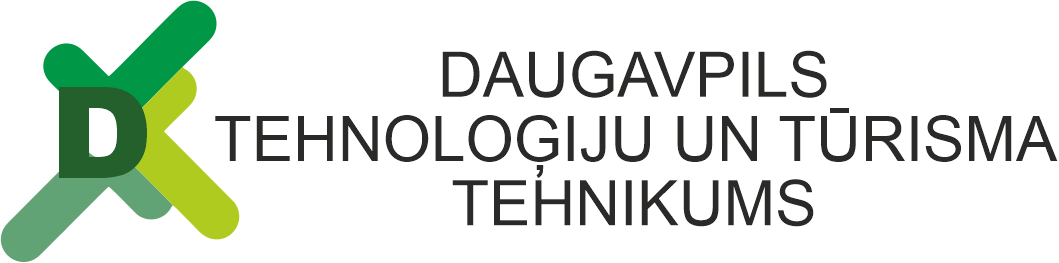 D
DAUGAVPILS
TEHNOLOĢIJU UN TŪRISMA
TEHNIKUMS